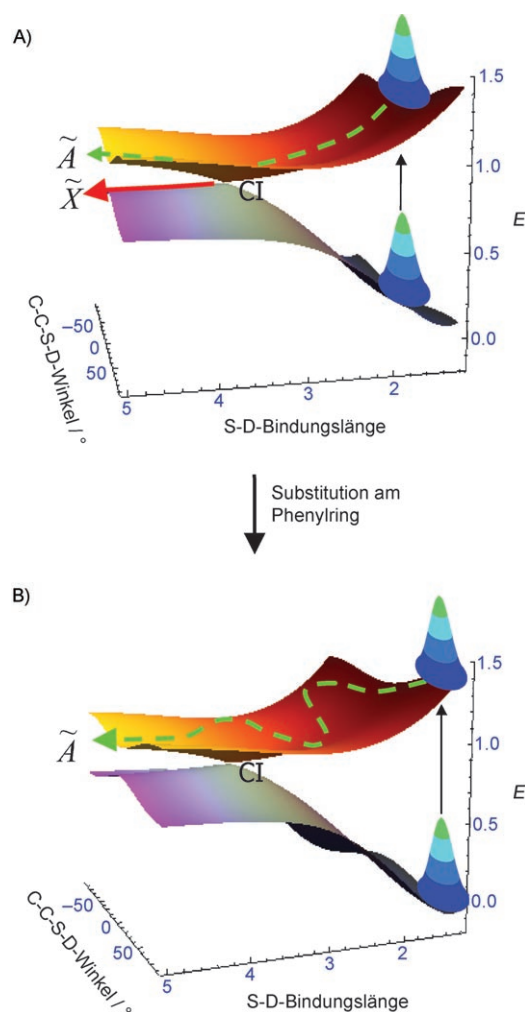 A)
1.5
Ã
1.0
X̃
CI
E
0.5
−50
0
50
0.0
C-C-S-D-Winkel / °
5
4
3
2
S-D-Bindungslänge
Substitution am
Phenylring
B)
1.5
Ã
1.0
CI
E
0.5
−50
0
50
0.0
C-C-S-D-Winkel / °
5
4
3
2
S-D-Bindungslänge